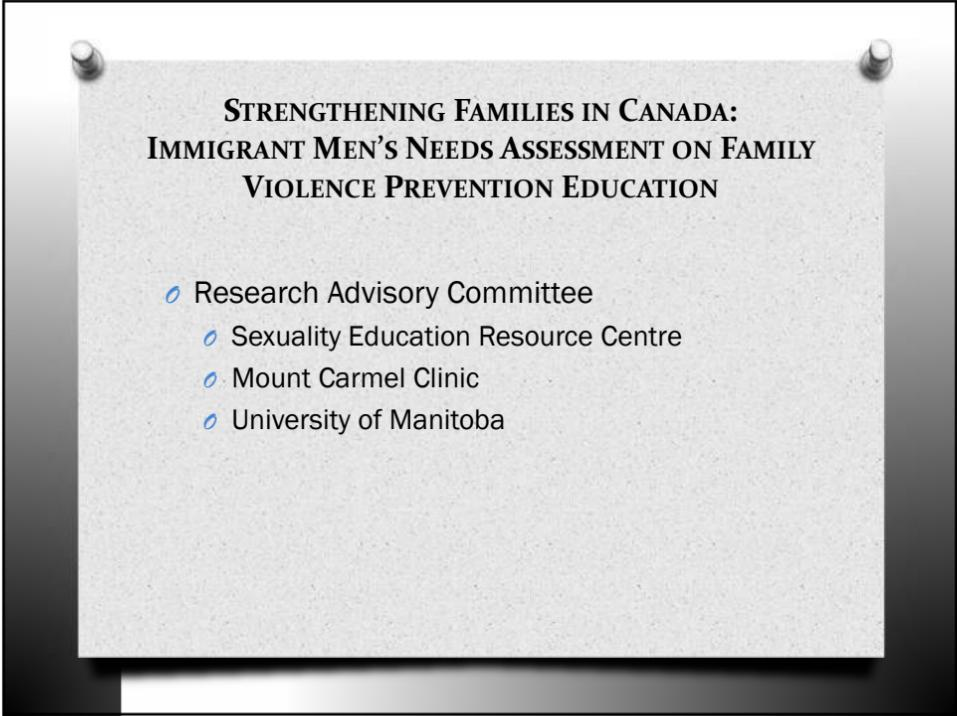 STRENGTHENING FAMILIES IN CANADA:
IMMIGRANT MEN'S NEEDS ASSESSMENT ON FAMILY
VIOLENCE PREVENTION EDUCATION
Research Advisory Committee
Sexuality Education Resource Centre
Mount Carmel Clinic
University of Manitoba